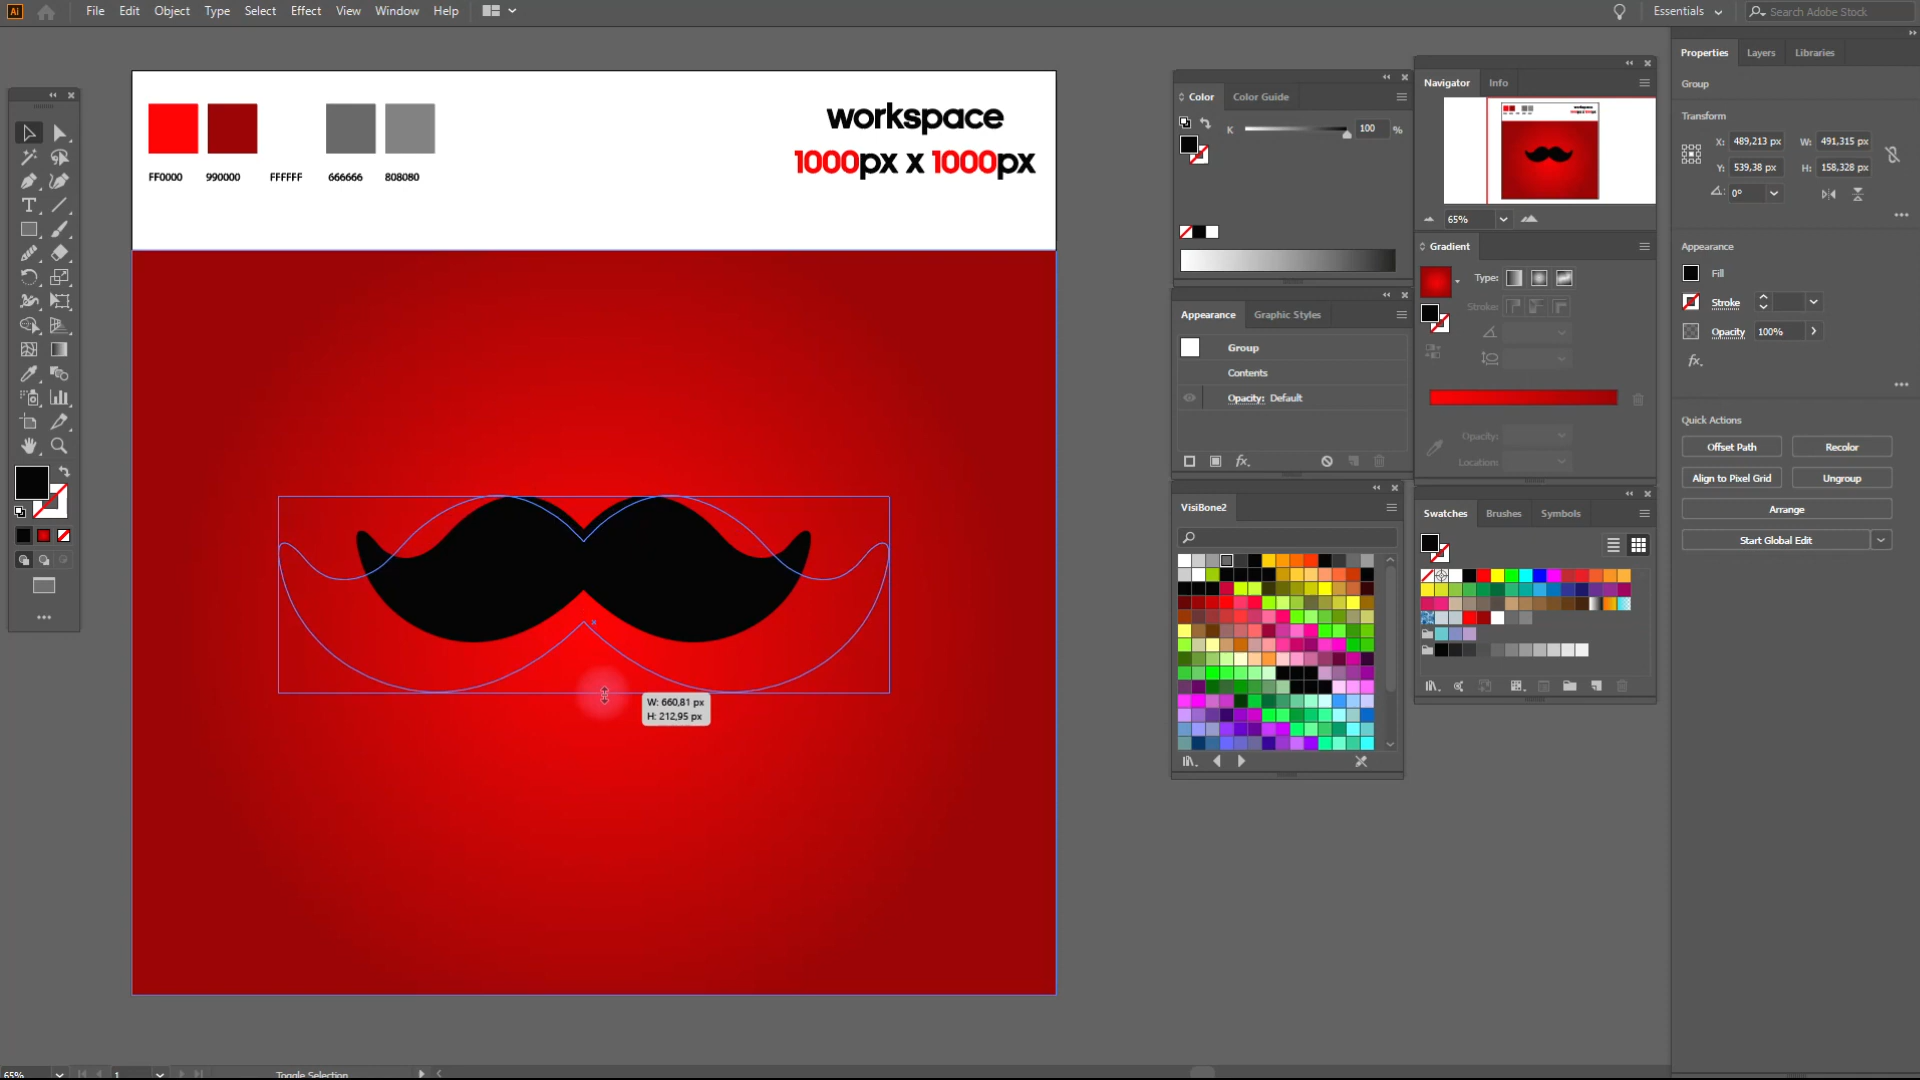 Ai
File Edit Object Type Select Effect View Window Help
Essentials
Search Adobe Stock
FF0000 990000 FFFFFF 666666 808080
workspace
1000px x 1000px
W: 660,81 px
H: 212,95 px
65% 1 Toggle Selection
Color Color Guide
K 100 %
Appearance Graphic Styles
Group
Contents
Opacity: Default
VisiBone2
Navigator Info
65%
Gradient
Type:
Stroke:
Opacity:
Location:
Swatches Brushes Symbols
Properties Layers Libraries
Group
Transform
X: 489,213 px W: 491,315 px
Y: 539,38 px H: 158,328 px
0°
Appearance
Fill
Stroke
Opacity 100%
fx.
Quick Actions
Offset Path Recolor
Align to Pixel Grid Ungroup
Arrange
Start Global Edit